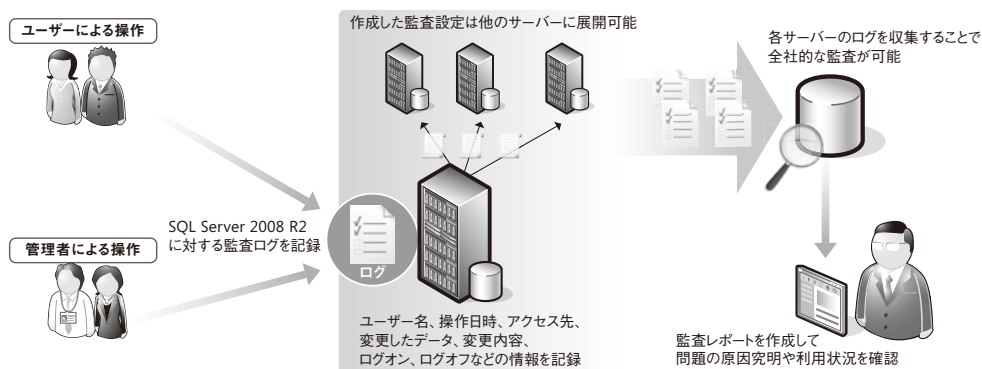 ユーザーによる操作
管理者による操作
SQL Server 2008 R2
に対する監査ログを記録
ログ
作成した監査設定は他のサーバーに展開可能
ユーザー名、操作日時、アクセス先、
変更したデータ、変更内容、
ログオン、ログオフなどの情報を記録
各サーバーのログを収集することで
全社的な監査が可能
監査レポートを作成して
問題の原因究明や利用状況を確認